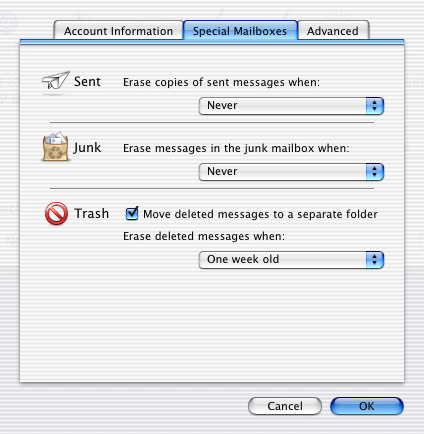 Account Information Special Mailboxes Advanced
Sent Erase copies of sent messages when:
Never
Junk Erase messages in the junk mailbox when:
Never
Trash Move deleted messages to a separate folder
Erase deleted messages when:
One week old
Cancel OK